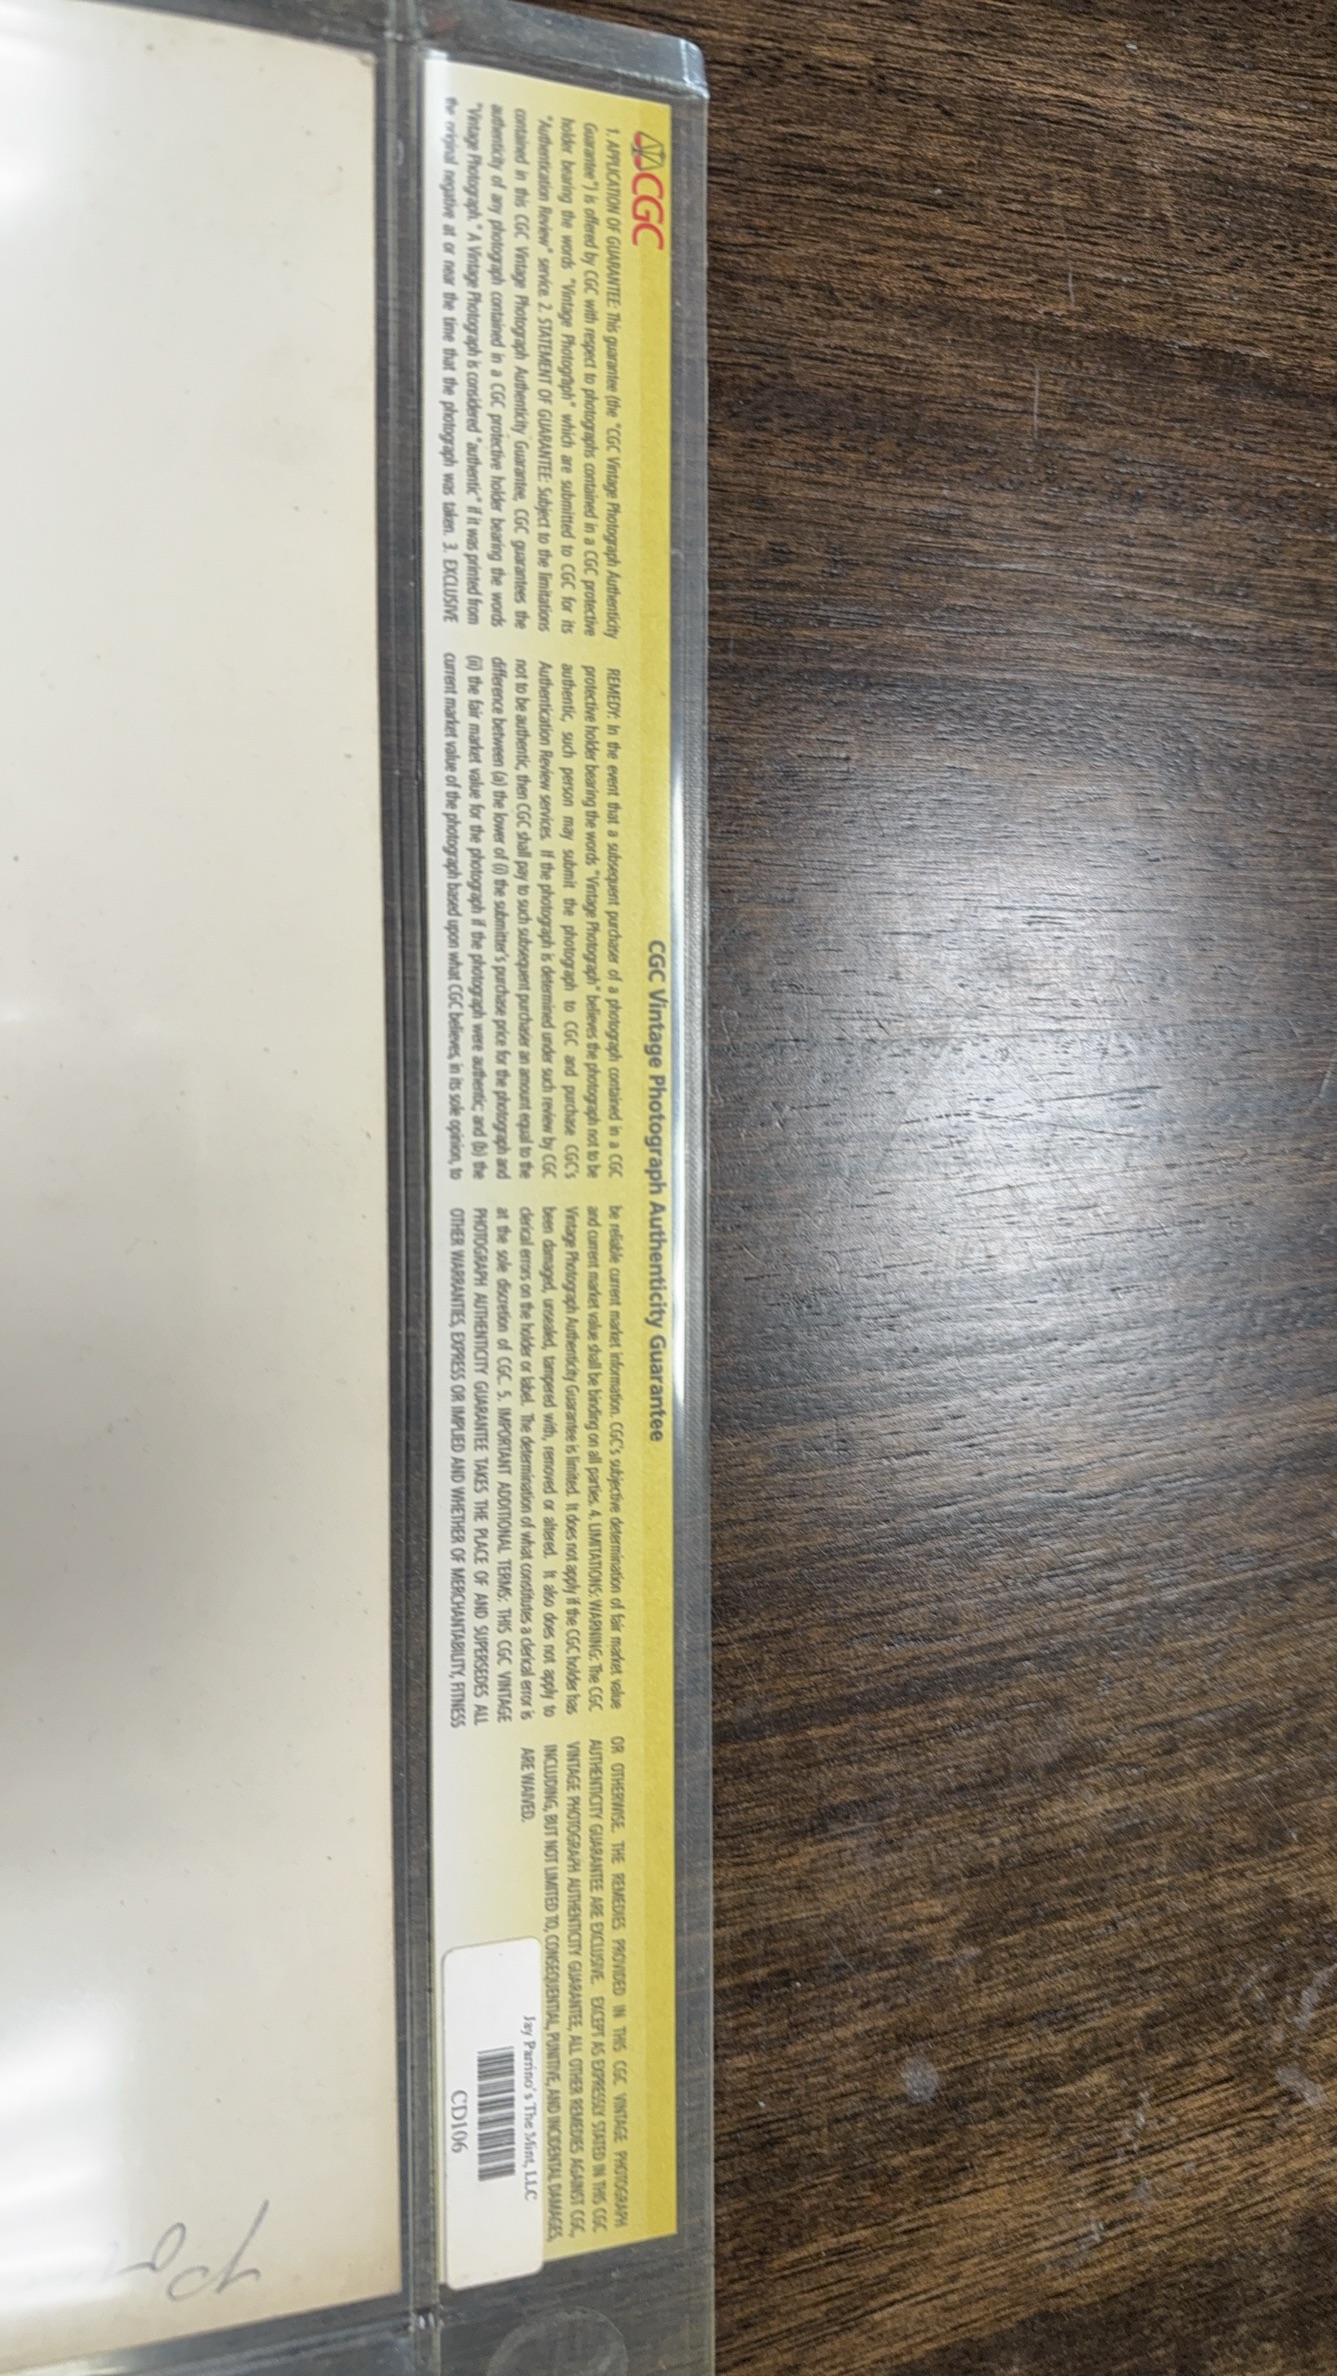 CGC
CGC Vintage Photograph Authenticity Guarantee
1. APPLICATION OF GUARANTEE: This guarantee (the "CGC Vintage Photograph Authenticity
Guarantee") is offered by CGC with respect to photographs contained in a CGC protective
holder bearing the words "Vintage Photograph" which are submitted to CGC for its
"Authentication Review" service. 2. STATEMENT OF GUARANTEE: Subject to the limitations
contained in this CGC Vintage Photograph Authenticity Guarantee, CGC guarantees the
authenticity of any photograph contained in a CGC protective holder bearing the words
"Vintage Photograph." A Vintage Photograph is considered "authentic" if it was printed from
the original negative at or near the time that the photograph was taken. 3. EXCLUSIVE
REMEDY: In the event that a subsequent purchaser of a photograph contained in a CGC
protective holder bearing the words "Vintage Photograph" believes the photograph not to be
authentic, such person may submit the photograph to CGC and purchase CGC's
Authentication Review services. If the photograph is determined under such review by CGC
not to be authentic, then CGC shall pay to such subsequent purchaser an amount equal to the
difference between (a) the lower of (i) the submitter's purchase price for the photograph and
(ii) the fair market value for the photograph if the photograph were authentic; and (b) the
current market value of the photograph based upon what CGC believes, in its sole opinion, to
be reliable current market information. CGC's subjective determination of fair market value
and current market value shall be binding on all parties. 4. LIMITATIONS: WARNING: The CGC
Vintage Photograph Authenticity Guarantee is limited. It does not apply if the CGC holder has
been damaged, unsealed, tampered with, removed or altered. It also does not apply to
clerical errors on the holder or label. The determination of what constitutes a clerical error is
at the sole discretion of CGC. 5. IMPORTANT ADDITIONAL TERMS: THIS CGC VINTAGE
PHOTOGRAPH AUTHENTICITY GUARANTEE TAKES THE PLACE OF AND SUPERSEDES ALL
OTHER WARRANTIES, EXPRESS OR IMPLIED AND WHETHER OF MERCHANTABILITY, FITNESS
OR OTHERWISE. THE REMEDIES PROVIDED IN THIS CGC VINTAGE PHOTOGRAPH
AUTHENTICITY GUARANTEE ARE EXCLUSIVE. EXCEPT AS EXPRESSLY STATED IN THIS CGC
VINTAGE PHOTOGRAPH AUTHENTICITY GUARANTEE, ALL OTHER REMEDIES AGAINST CGC,
INCLUDING, BUT NOT LIMITED TO, CONSEQUENTIAL, PUNITIVE, AND INCIDENTAL DAMAGES,
ARE WAIVED.
Jay Parrino's The Mint, LLC
CD106